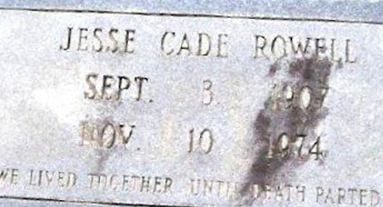 JESSE CADE ROWELL
SEPT. 3 1907
NOV. 10 1974
WE LIVED TOGETHER UNTIL DEATH PARTED